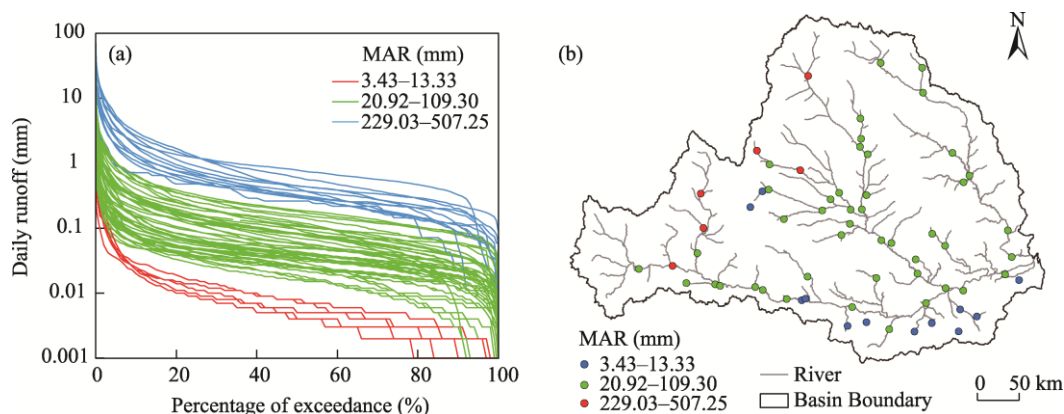 (a)
MAR (mm)
3.43–13.33
20.92–109.30
229.03–507.25
100
10
1
0.1
0.01
0.001
Daily runoff (mm)
0 20 40 60 80 100
Percentage of exceedance (%)
(b)
N
MAR (mm)
3.43–13.33
20.92–109.30
229.03–507.25
River
Basin Boundary
0 50 km